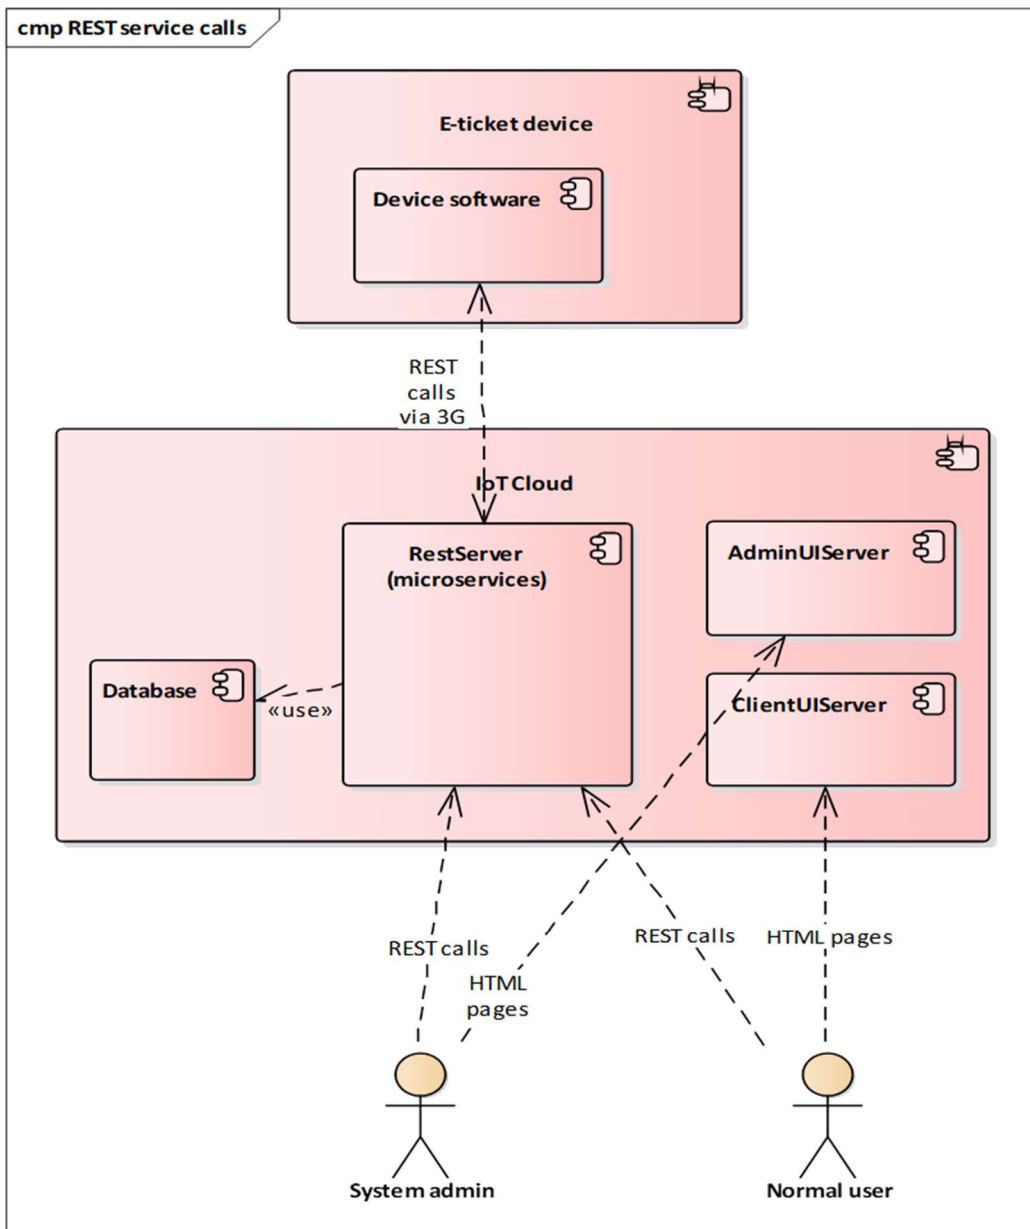 cmp REST service calls
E-ticket device
Device software
REST
calls
via 3G
IoT Cloud
RestServer
(microservices)
AdminUIServer
Database
«use»
ClientUIServer
REST calls
HTML
pages
REST calls
HTML pages
System admin
Normal user